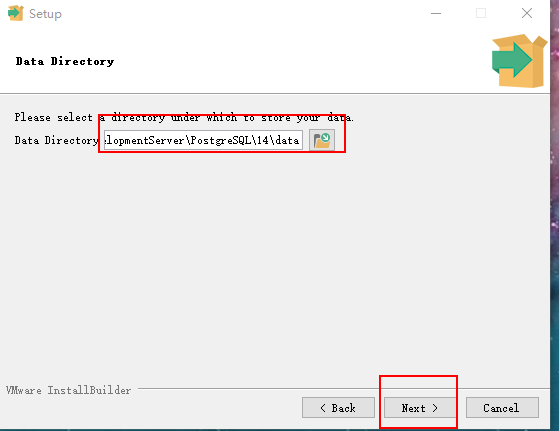 Setup
Data Directory
Please select a directory under which to store your data.
Data Directory elopmentServer\PostgreSQL\14\data
VMware InstallBuilder
< Back
Next >
Cancel